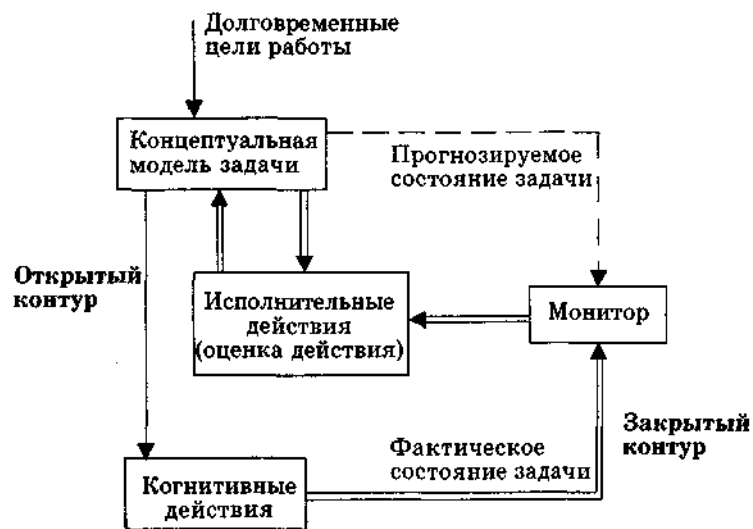 Долговременные
цели работы
Концептуальная
модель задачи
Прогнозируемое
состояние задачи
Открытый
контур
Исполнительные
действия
(оценка действия)
Монитор
Закрытый
контур
Фактическое
состояние задачи
Когнитивные
действия